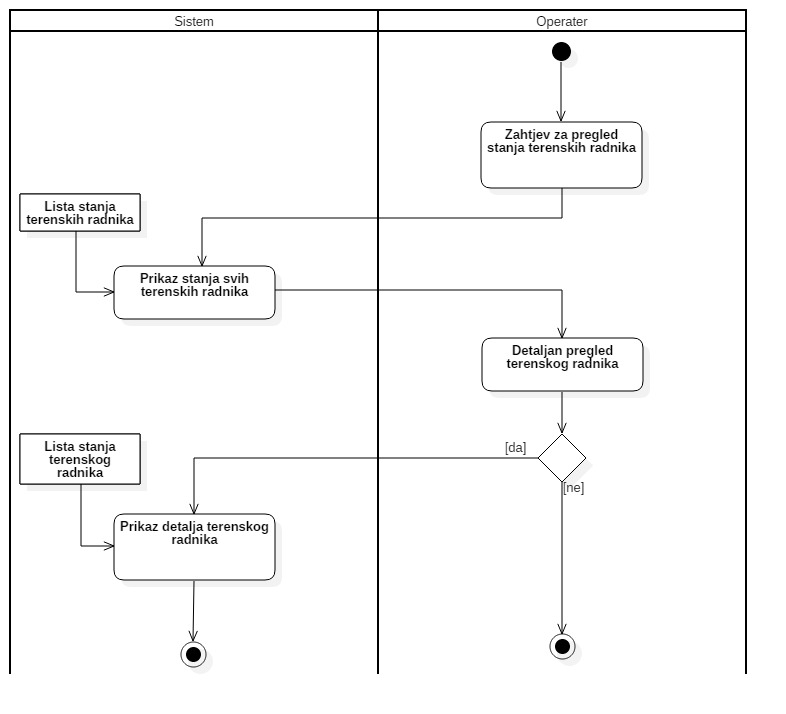 Sistem
Operater
Zahtjev za pregled
stanja terenskih radnika
Lista stanja
terenskih radnika
Prikaz stanja svih
terenskih radnika
Detaljan pregled
terenskog radnika
[da]
[ne]
Lista stanja
terenskog
radnika
Prikaz detalja terenskog
radnika